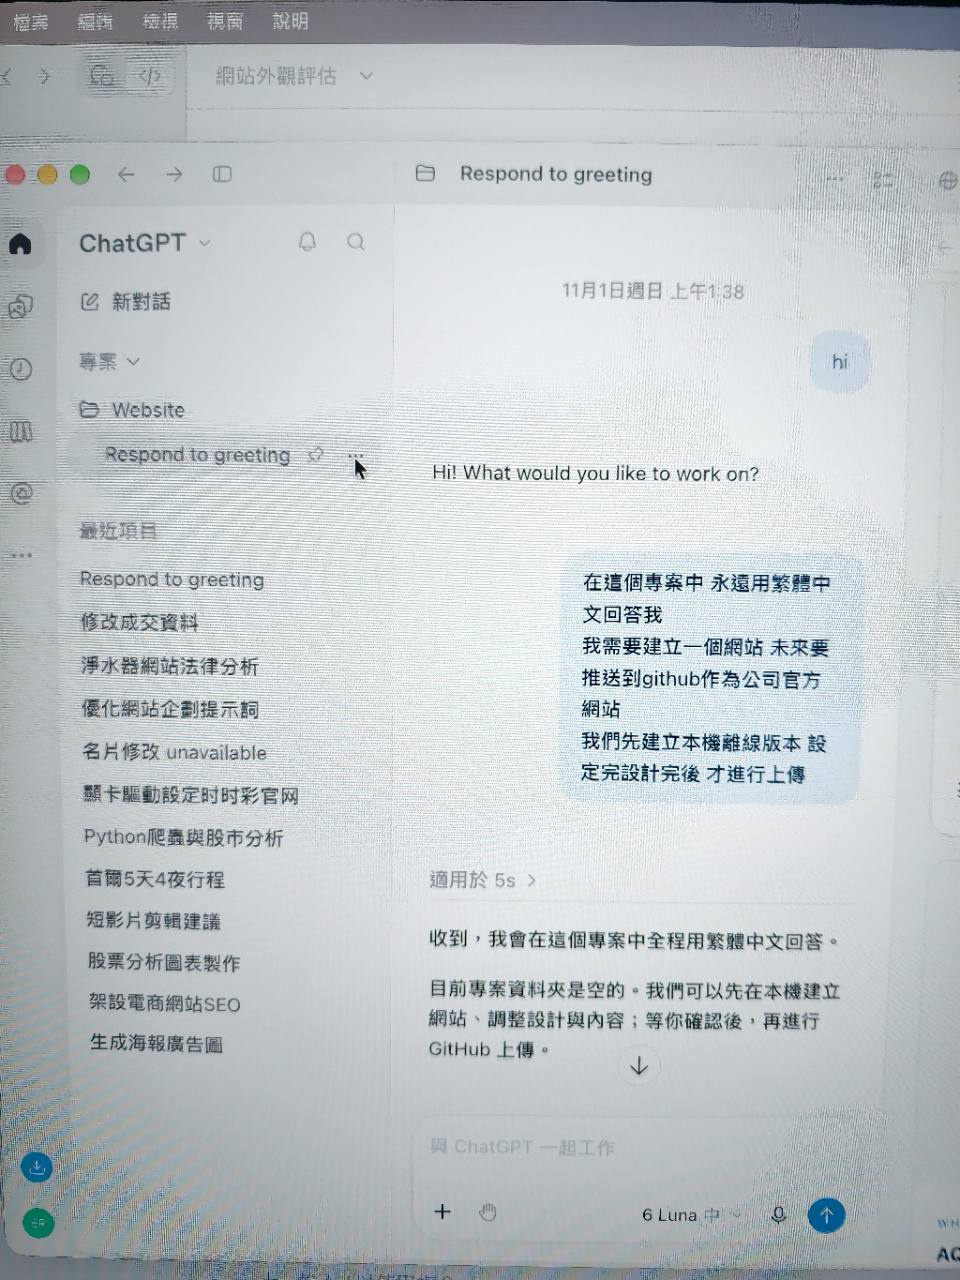 檔案 編輯 檢視 視窗 說明
網站外觀評估
Respond to greeting
ChatGPT
新對話
專案
Website
Respond to greeting
最近項目
Respond to greeting
修改成交資料
淨水器網站法律分析
優化網站企劃提示詞
名片修改 unavailable
顯卡驅動設定时时彩官网
Python爬蟲與股市分析
首爾5天4夜行程
短影片剪輯建議
股票分析圖表製作
架設電商網站SEO
生成海報廣告圖
11月1日週日 上午1:38
hi
Hi! What would you like to work on?
在這個專案中 永遠用繁體中
文回答我
我需要建立一個網站 未來要
推送到github作為公司官方
網站
我們先建立本機離線版本 設
定完設計完後 才進行上傳
適用於 5s
收到，我會在這個專案中全程用繁體中文回答。
目前專案資料夾是空的。我們可以先在本機建立
網站、調整設計與內容；等你確認後，再進行
GitHub 上傳。
與 ChatGPT 一起工作
6 Luna 中